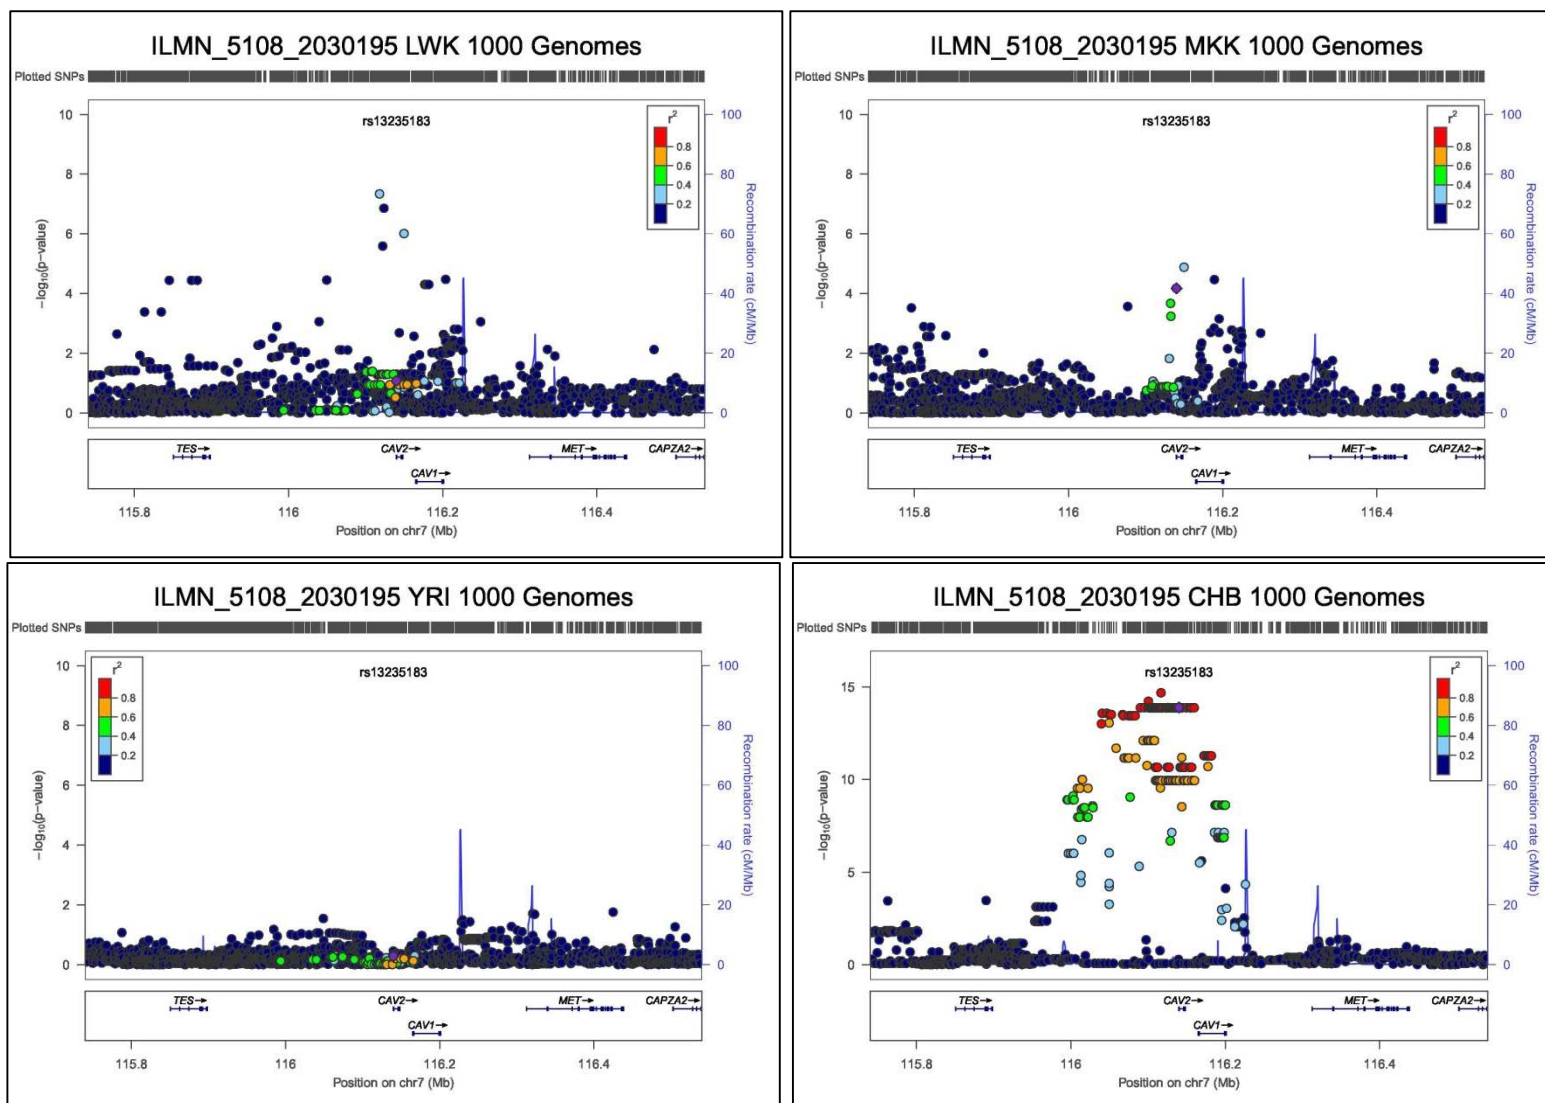 ILMN_5108_2030195 LWK 1000 Genomes
Plotted SNPs
10
8
6
4
2
0
−log10(p−value)
rs13235183
r2
0.8
0.6
0.4
0.2
100
80
60
40
20
0
Recombination rate (cM/Mb)
TES→
CAV2→
CAV1→
MET→
CAPZA2→
115.8
116
116.2
116.4
Position on chr7 (Mb)
ILMN_5108_2030195 MKK 1000 Genomes
Plotted SNPs
10
8
6
4
2
0
−log10(p−value)
rs13235183
r2
0.8
0.6
0.4
0.2
100
80
60
40
20
0
Recombination rate (cM/Mb)
TES→
CAV2→
CAV1→
MET→
CAPZA2→
115.8
116
116.2
116.4
Position on chr7 (Mb)
ILMN_5108_2030195 YRI 1000 Genomes
Plotted SNPs
10
8
6
4
2
0
−log10(p−value)
r2
0.8
0.6
0.4
0.2
rs13235183
100
80
60
40
20
0
Recombination rate (cM/Mb)
TES→
CAV2→
CAV1→
MET→
CAPZA2→
115.8
116
116.2
116.4
Position on chr7 (Mb)
ILMN_5108_2030195 CHB 1000 Genomes
Plotted SNPs
15
10
5
0
−log10(p−value)
rs13235183
r2
0.8
0.6
0.4
0.2
100
80
60
40
20
0
Recombination rate (cM/Mb)
TES→
CAV2→
CAV1→
MET→
CAPZA2→
115.8
116
116.2
116.4
Position on chr7 (Mb)